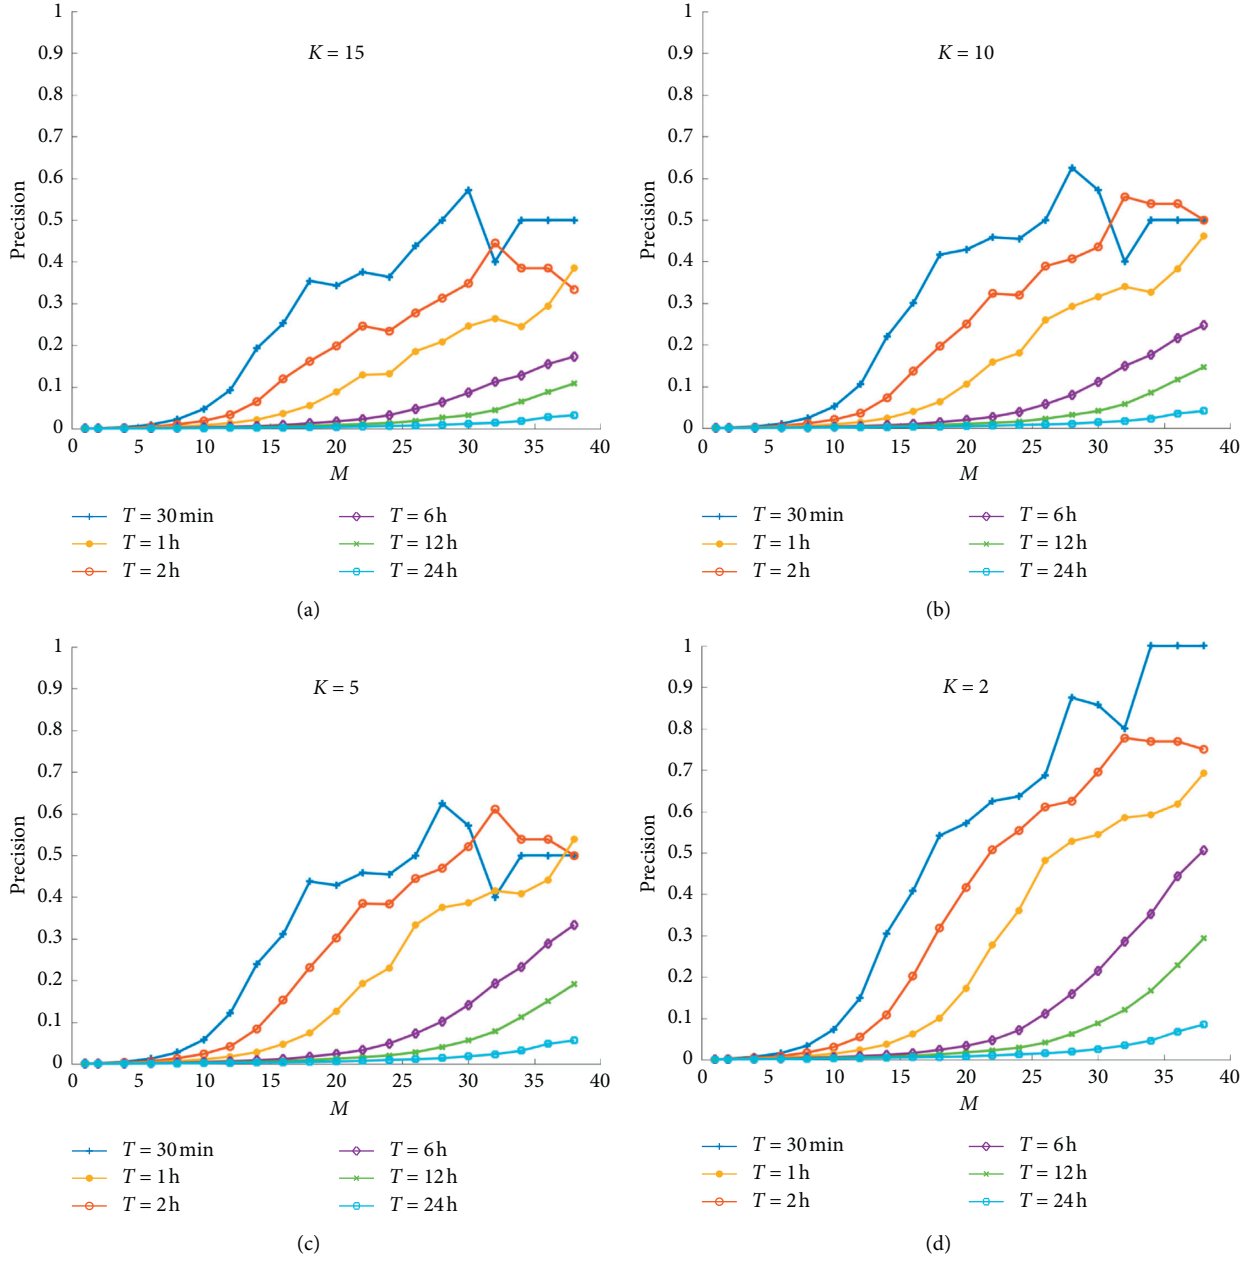 1
0.9
K = 15
0.8
0.7
0.6
0.5
0.4
0.3
0.2
0.1
0
Precision
0 5 10 15 20 25 30 35 40
M
T = 30 min
T = 1 h
T = 2 h
T = 6 h
T = 12 h
T = 24 h
(a)
1
0.9
K = 10
0.8
0.7
0.6
0.5
0.4
0.3
0.2
0.1
0
Precision
0 5 10 15 20 25 30 35 40
M
T = 30 min
T = 1 h
T = 2 h
T = 6 h
T = 12 h
T = 24 h
(b)
1
0.9
K = 5
0.8
0.7
0.6
0.5
0.4
0.3
0.2
0.1
0
Precision
0 5 10 15 20 25 30 35 40
M
T = 30 min
T = 1 h
T = 2 h
T = 6 h
T = 12 h
T = 24 h
(c)
1
0.9
K = 2
0.8
0.7
0.6
0.5
0.4
0.3
0.2
0.1
0
Precision
0 5 10 15 20 25 30 35 40
M
T = 30 min
T = 1 h
T = 2 h
T = 6 h
T = 12 h
T = 24 h
(d)